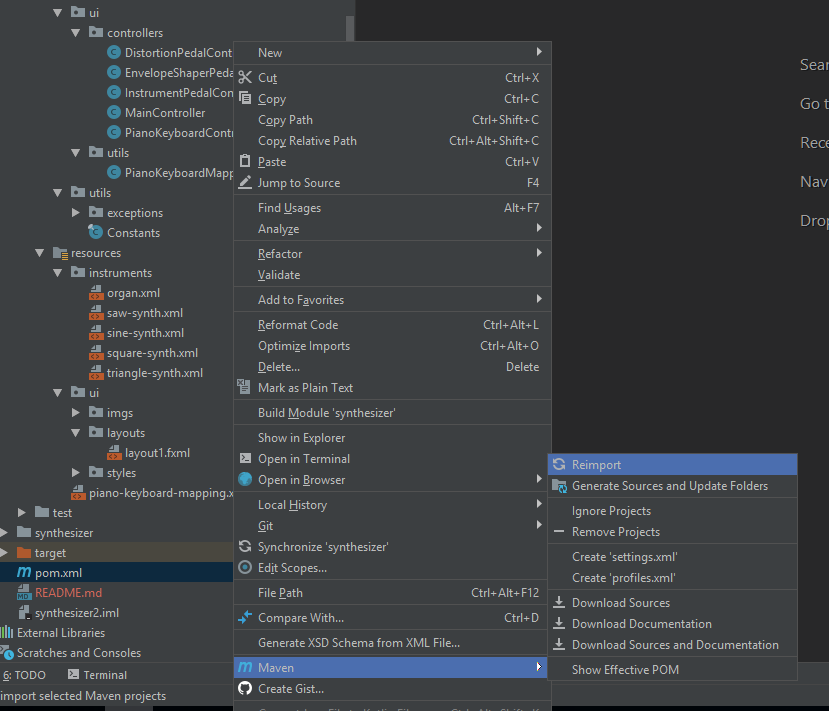 ui
controllers
DistortionPedalCont
EnvelopeShaperPeda
InstrumentPedalCon
MainController
PianoKeyboardContr
utils
PianoKeyboardMapp
utils
exceptions
Constants
resources
instruments
organ.xml
saw-synth.xml
sine-synth.xml
square-synth.xml
triangle-synth.xml
ui
imgs
layouts
layout1.fxml
styles
piano-keyboard-mapping.x
test
synthesizer
target
pom.xml
README.md
synthesizer2.iml
External Libraries
Scratches and Consoles
6: TODO Terminal
import selected Maven projects
New
Cut Ctrl+X
Copy Ctrl+C
Copy Path Ctrl+Shift+C
Copy Relative Path Ctrl+Alt+Shift+C
Paste Ctrl+V
Jump to Source F4
Find Usages Alt+F7
Analyze
Refactor
Validate
Add to Favorites
Reformat Code Ctrl+Alt+L
Optimize Imports Ctrl+Alt+O
Delete... Delete
Mark as Plain Text
Build Module 'synthesizer'
Show in Explorer
Open in Terminal
Open in Browser
Local History
Git
Synchronize 'synthesizer'
Edit Scopes...
File Path Ctrl+Alt+F12
Compare With... Ctrl+D
Generate XSD Schema from XML File...
Maven
Create Gist...
Reimport
Generate Sources and Update Folders
Ignore Projects
Remove Projects
Create 'settings.xml'
Create 'profiles.xml'
Download Sources
Download Documentation
Download Sources and Documentation
Show Effective POM
Sear
Go t
Rece
Nav
Drop